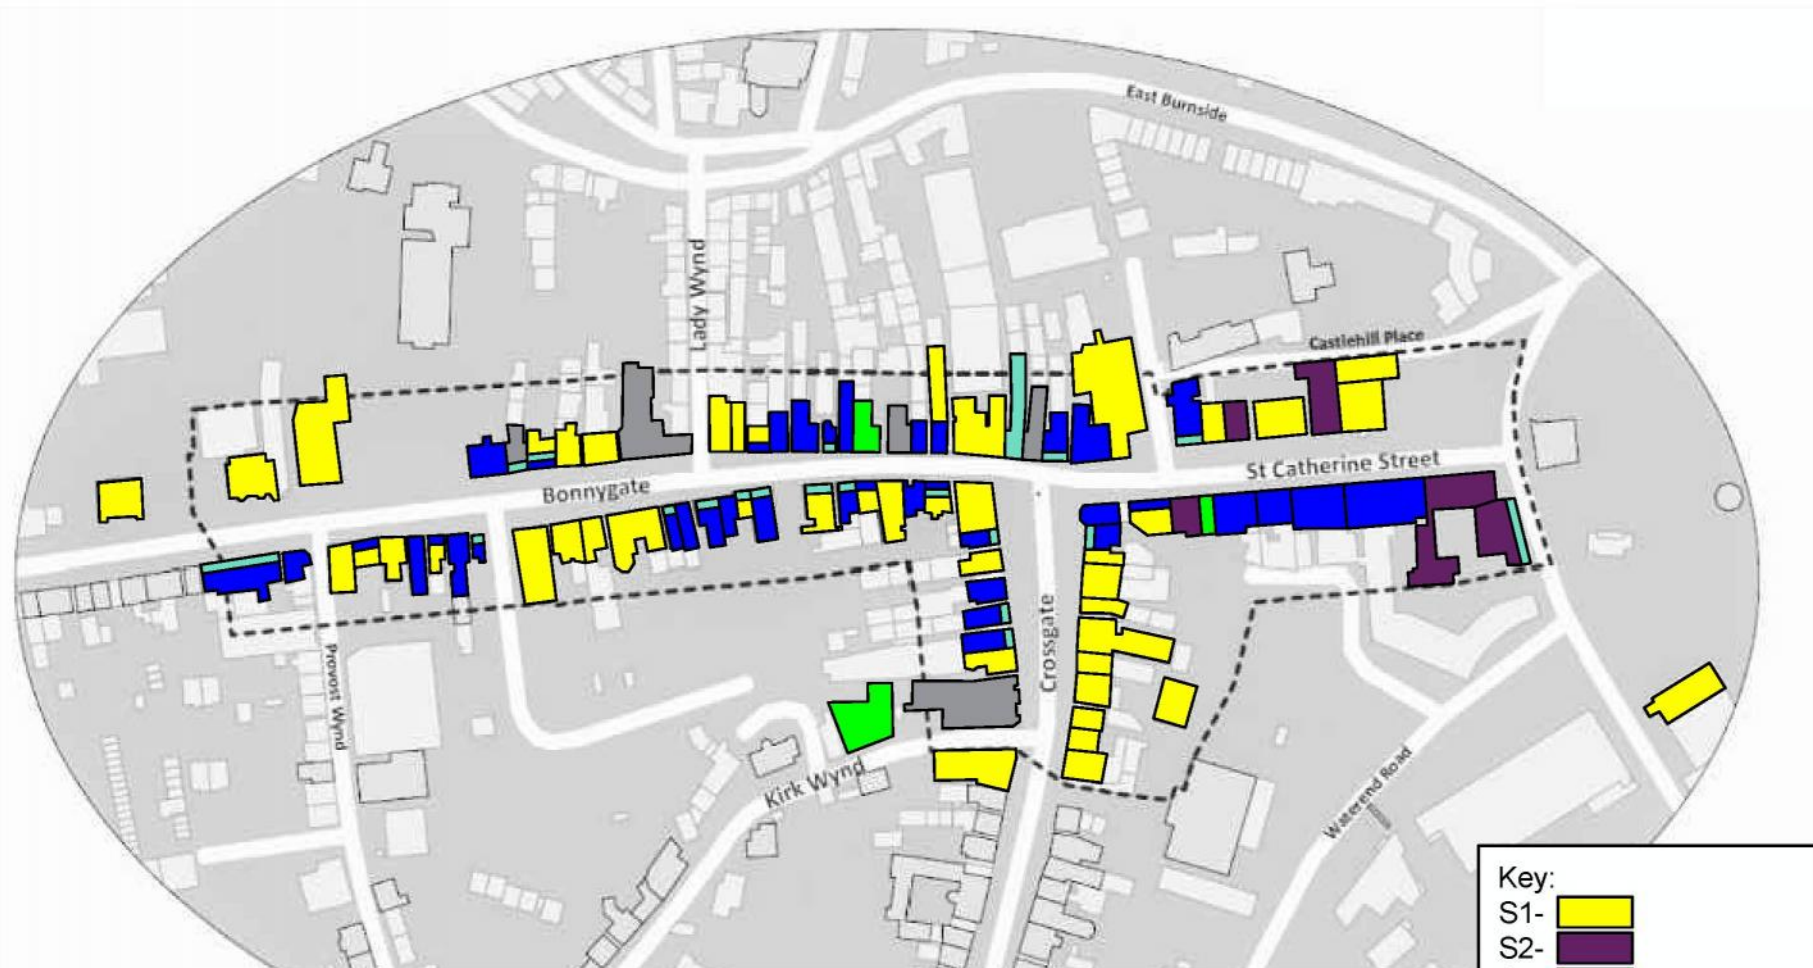 East Burnside
Lady Wynd
Castlehill Place
St Catherine Street
Bonnygate
Crossgate
Provost Wynd
Kirk Wynd
Waterend Road
Key:
S1-
S2-